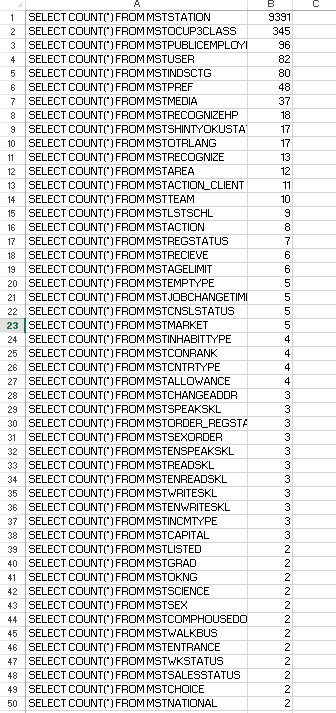 A B C
1 SELECT COUNT(*) FROM MSTSTATION 9391
2 SELECT COUNT(*) FROM MSTOCUP3CLASS 345
3 SELECT COUNT(*) FROM MSTPUBLICEMPLOYI 96
4 SELECT COUNT(*) FROM MSTUSER 82
5 SELECT COUNT(*) FROM MSTINDSCTG 80
6 SELECT COUNT(*) FROM MSTPREF 48
7 SELECT COUNT(*) FROM MSTMEDIA 37
8 SELECT COUNT(*) FROM MSTRECOGNIZEHP 18
9 SELECT COUNT(*) FROM MSTSHINTYOKUSTA 17
10 SELECT COUNT(*) FROM MSTOTRLANG 17
11 SELECT COUNT(*) FROM MSTRECOGNIZE 13
12 SELECT COUNT(*) FROM MSTAREA 12
13 SELECT COUNT(*) FROM MSTACTION_CLIENT 11
14 SELECT COUNT(*) FROM MSTTEAM 10
15 SELECT COUNT(*) FROM MSTLSTSCHL 9
16 SELECT COUNT(*) FROM MSTACTION 8
17 SELECT COUNT(*) FROM MSTREGSTATUS 7
18 SELECT COUNT(*) FROM MSTRECIEVE 6
19 SELECT COUNT(*) FROM MSTAGELIMIT 6
20 SELECT COUNT(*) FROM MSTEMPTYPE 5
21 SELECT COUNT(*) FROM MSTJOBCHANGETIMI 5
22 SELECT COUNT(*) FROM MSTCNSLSTATUS 5
23 SELECT COUNT(*) FROM MSTMARKET 5
24 SELECT COUNT(*) FROM MSTINHABITTYPE 4
25 SELECT COUNT(*) FROM MSTCONRANK 4
26 SELECT COUNT(*) FROM MSTCNTRTYPE 4
27 SELECT COUNT(*) FROM MSTALLOWANCE 4
28 SELECT COUNT(*) FROM MSTCHANGEADDR 3
29 SELECT COUNT(*) FROM MSTSPEAKSKL 3
30 SELECT COUNT(*) FROM MSTORDER_REGSTA 3
31 SELECT COUNT(*) FROM MSTSEXORDER 3
32 SELECT COUNT(*) FROM MSTENSPEAKSKL 3
33 SELECT COUNT(*) FROM MSTREADSKL 3
34 SELECT COUNT(*) FROM MSTENREADSKL 3
35 SELECT COUNT(*) FROM MSTWRITESKL 3
36 SELECT COUNT(*) FROM MSTENWRITESKL 3
37 SELECT COUNT(*) FROM MSTINCMTYPE 3
38 SELECT COUNT(*) FROM MSTCAPITAL 3
39 SELECT COUNT(*) FROM MSTLISTED 2
40 SELECT COUNT(*) FROM MSTGRAD 2
41 SELECT COUNT(*) FROM MSTOKNG 2
42 SELECT COUNT(*) FROM MSTSCIENCE 2
43 SELECT COUNT(*) FROM MSTSEX 2
44 SELECT COUNT(*) FROM MSTCOMPHOUSEDO 2
45 SELECT COUNT(*) FROM MSTWALKBUS 2
46 SELECT COUNT(*) FROM MSTENTRANCE 2
47 SELECT COUNT(*) FROM MSTWKSTATUS 2
48 SELECT COUNT(*) FROM MSTSALESSTATUS 2
49 SELECT COUNT(*) FROM MSTCHOICE 2
50 SELECT COUNT(*) FROM MSTNATIONAL 2